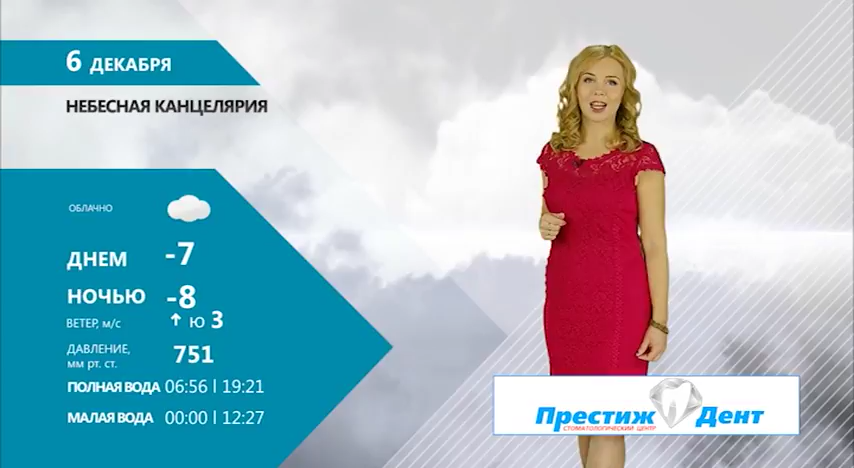 6 ДЕКАБРЯ
НЕБЕСНАЯ КАНЦЕЛЯРИЯ
ОБЛАЧНО
ДНЕМ -7
НОЧЬЮ -8
ВЕТЕР, М/С ↑ Ю 3
ДАВЛЕНИЕ, 751
мм рт. ст.
ПОЛНАЯ ВОДА 06:56 | 19:21
МАЛАЯ ВОДА 00:00 | 12:27
Престиж Дент
СТОМАТОЛОГИЧЕСКИЙ ЦЕНТР